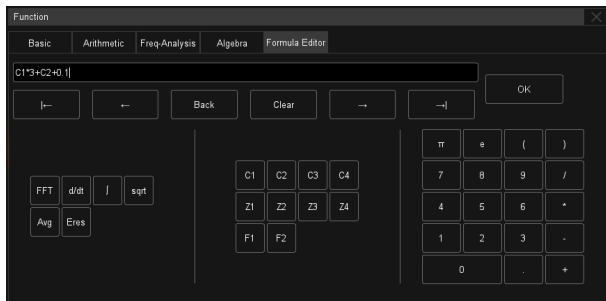 Function
Basic Arithmetic Freq-Analysis Algebra Formula Editor
C1*3+C2+0.1
OK
|← ← Back Clear → →|
π e ( )
FFT d/dt ∫ sqrt
C1 C2 C3 C4
7 8 9 /
Avg Eres
Z1 Z2 Z3 Z4
4 5 6 *
F1 F2
1 2 3 -
0 . +